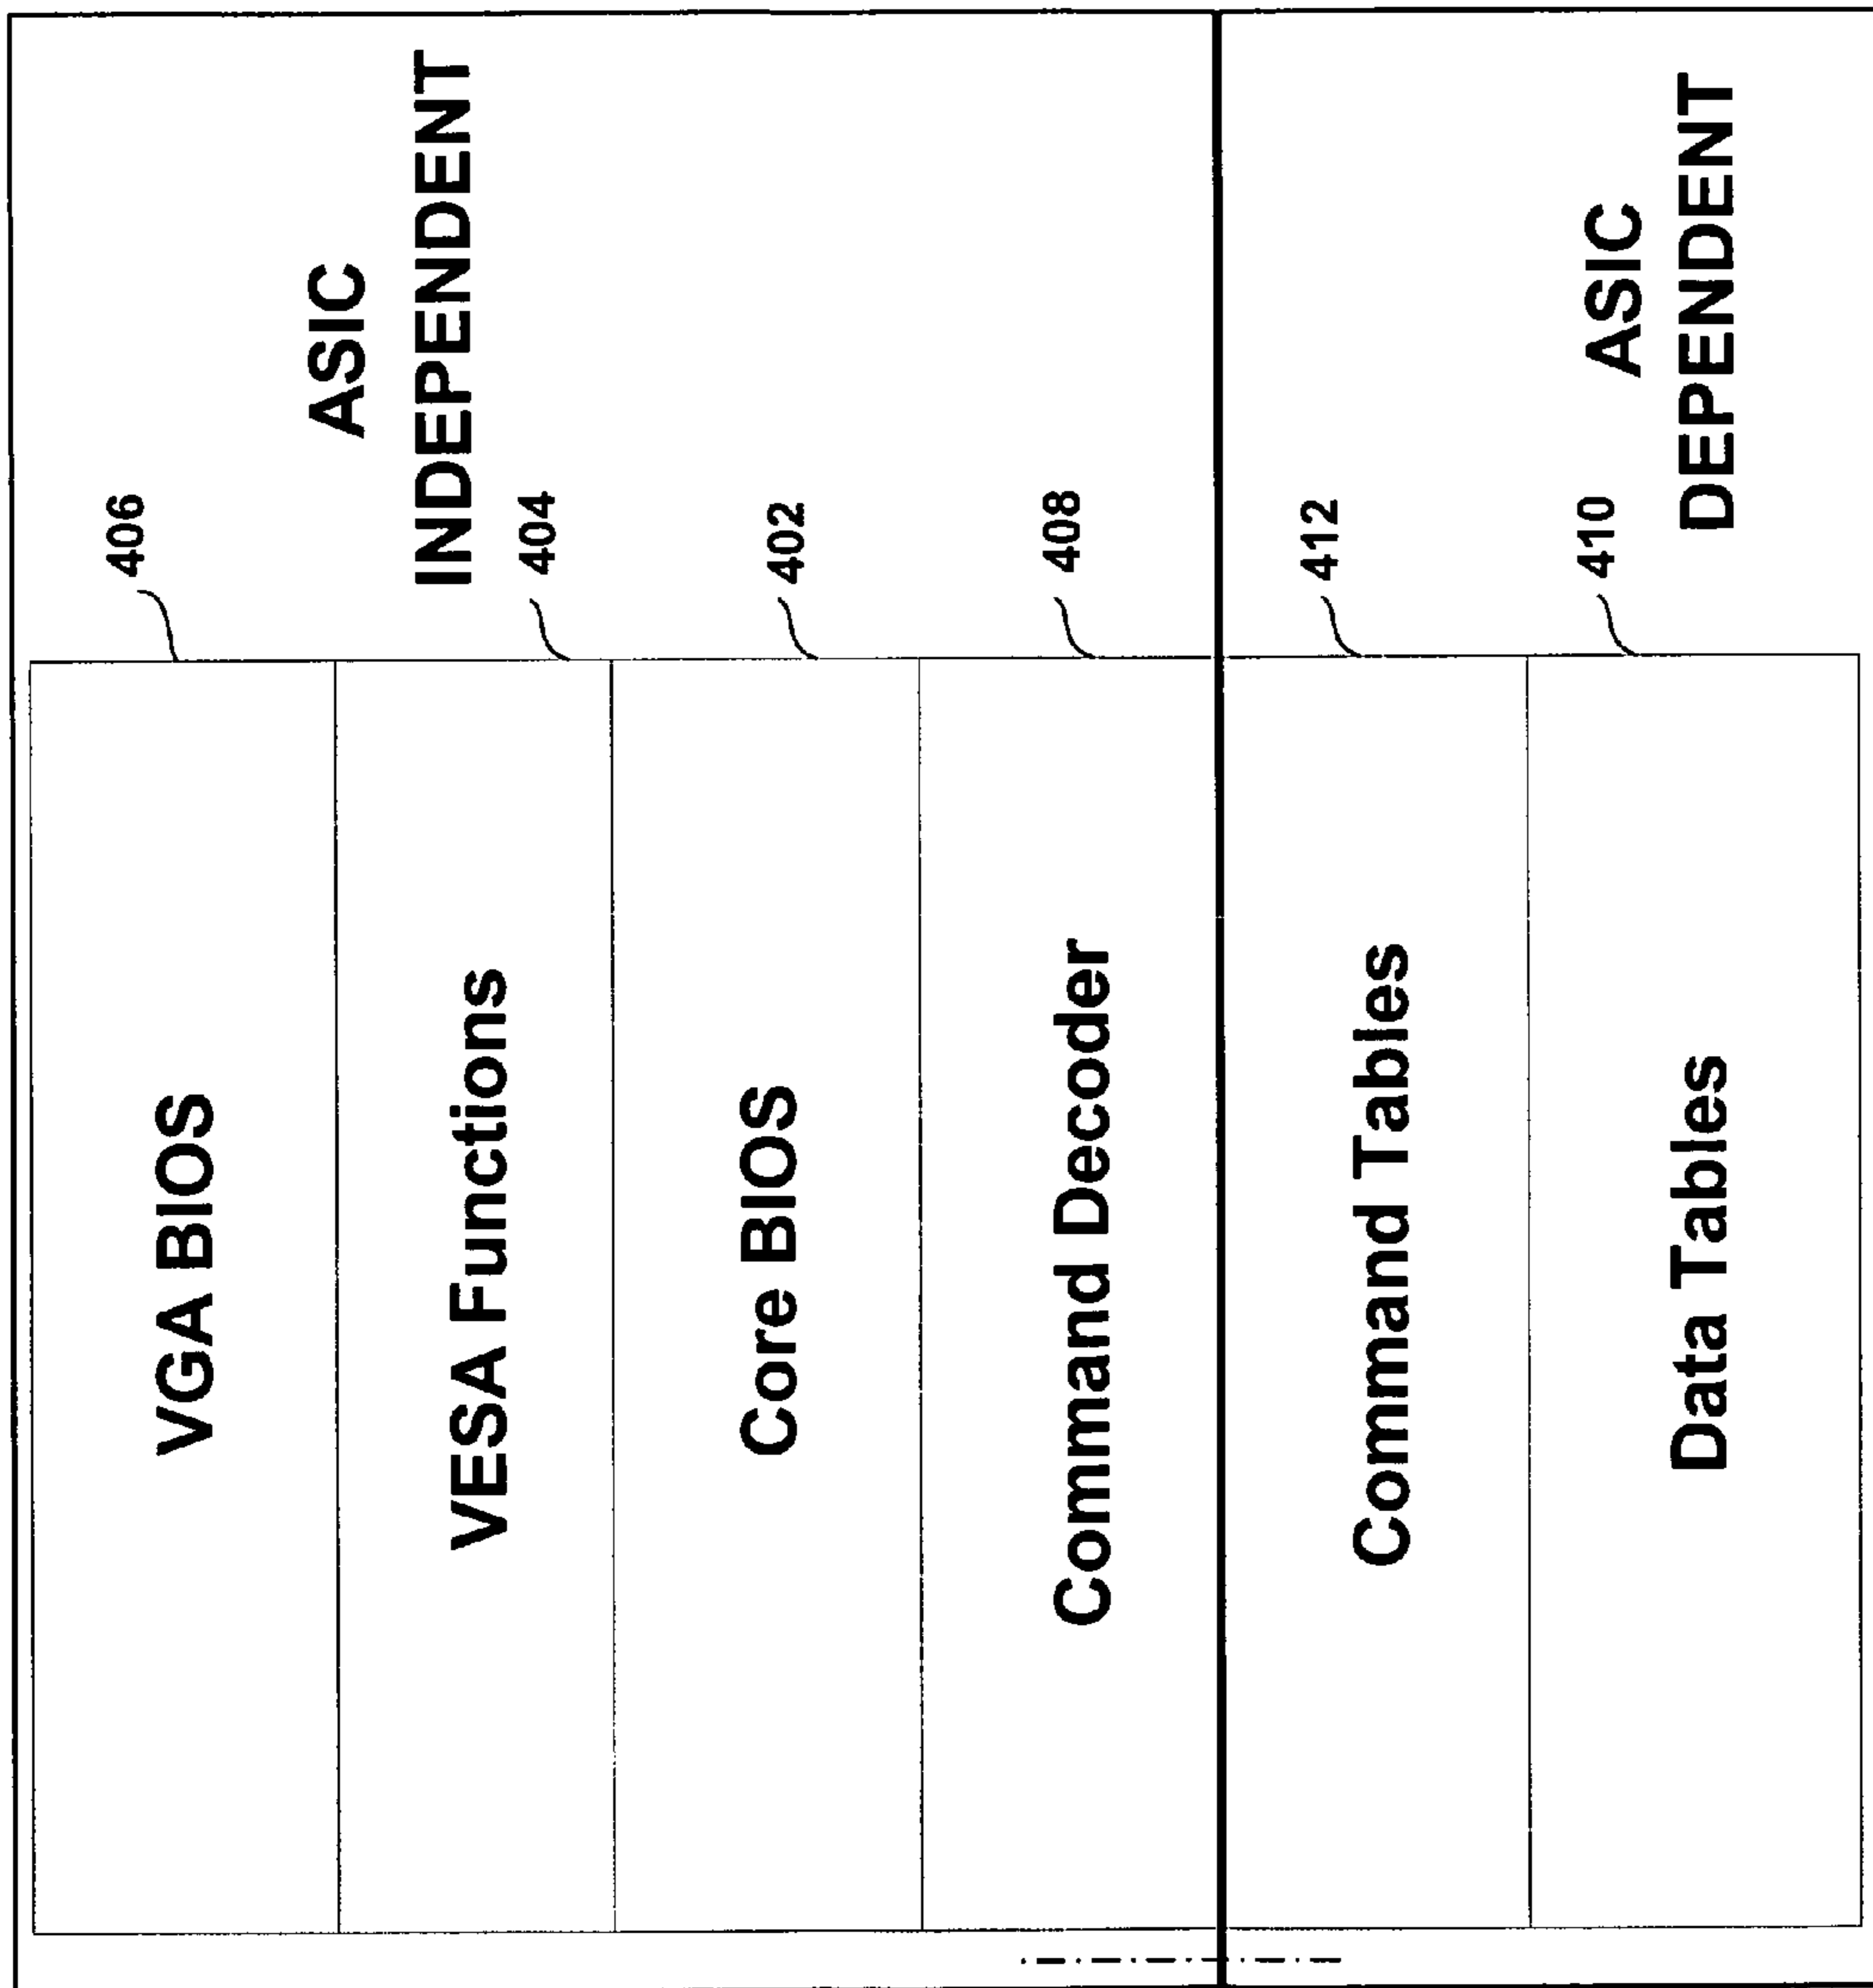 VGA BIOS
406
ASIC
INDEPENDENT
VESA Functions
404
Core BIOS
402
Command Decoder
408
Command Tables
412
ASIC
DEPENDENT
Data Tables
410